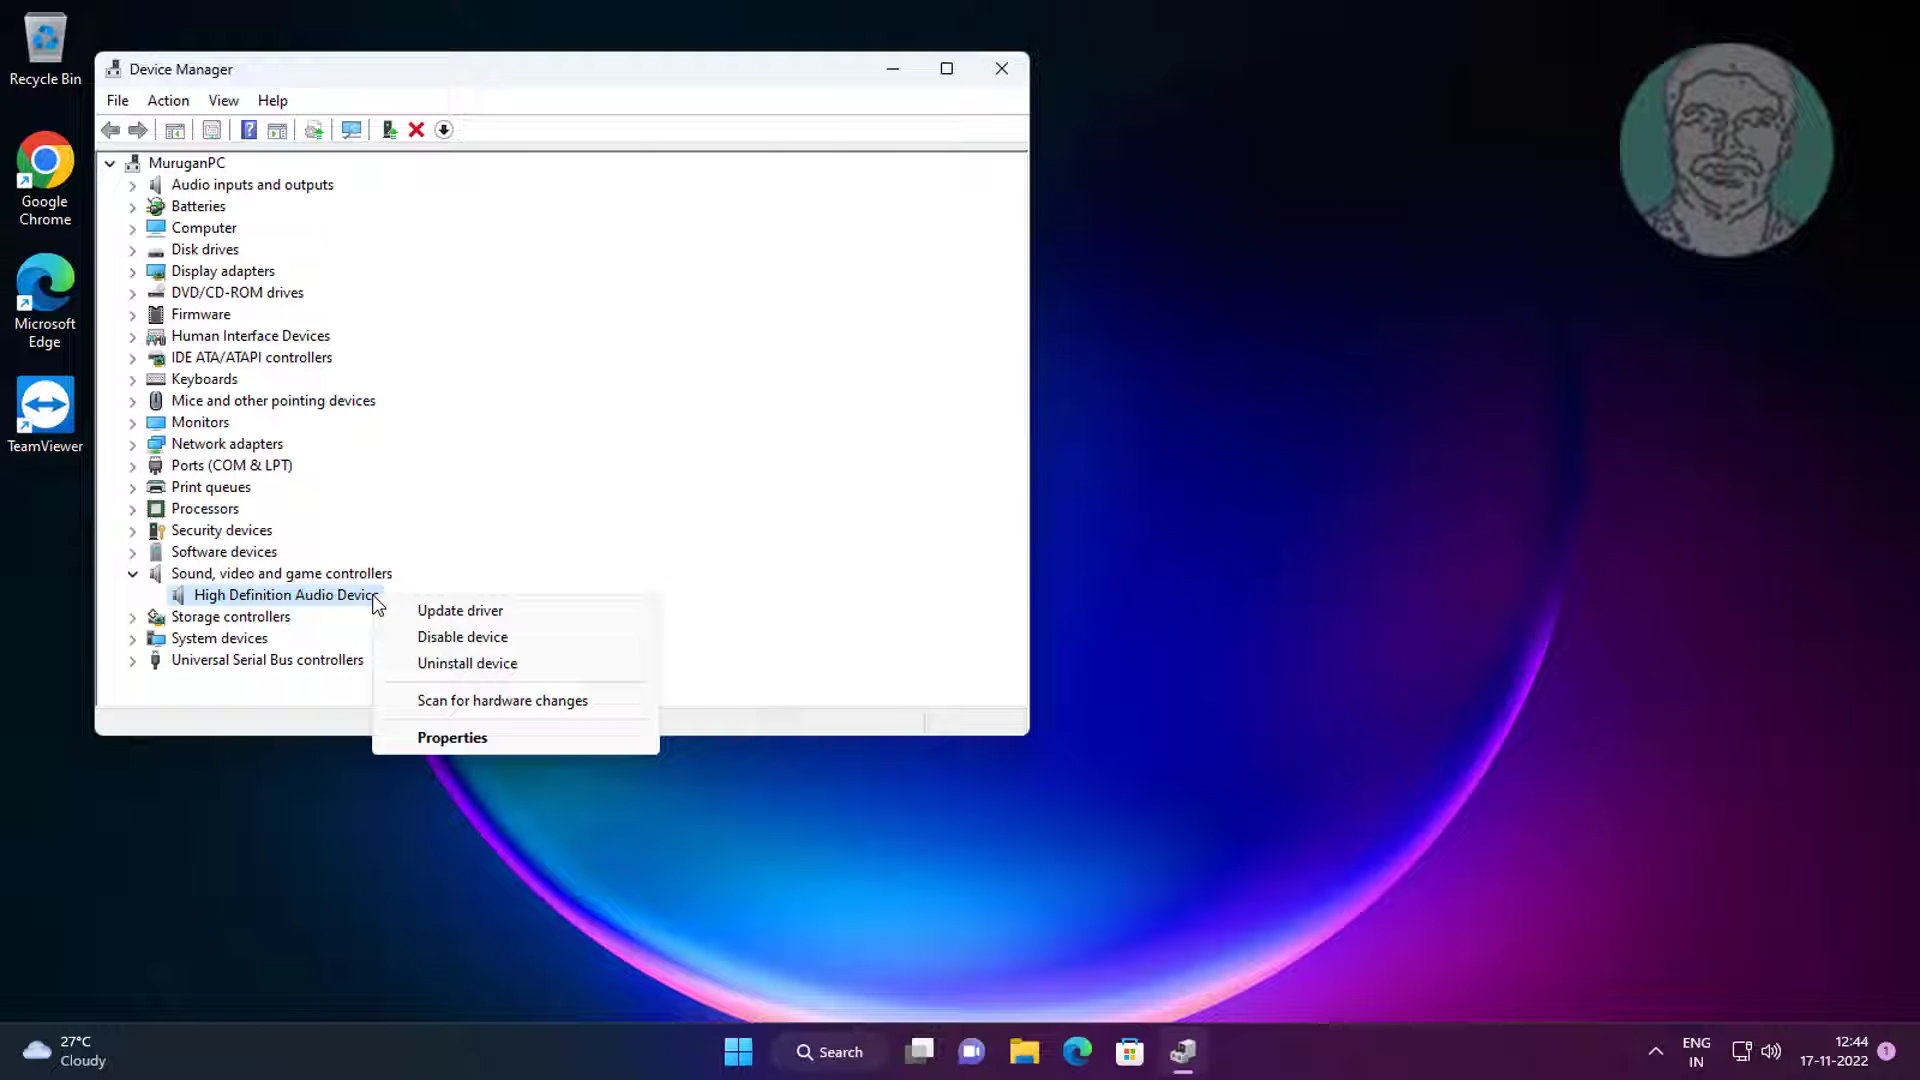 Recycle Bin
Google
Chrome
Microsoft
Edge
TeamViewer
Device Manager
File Action View Help
MuruganPC
Audio inputs and outputs
Batteries
Computer
Disk drives
Display adapters
DVD/CD-ROM drives
Firmware
Human Interface Devices
IDE ATA/ATAPI controllers
Keyboards
Mice and other pointing devices
Monitors
Network adapters
Ports (COM & LPT)
Print queues
Processors
Security devices
Software devices
Sound, video and game controllers
High Definition Audio Device
Storage controllers
System devices
Universal Serial Bus controllers
Update driver
Disable device
Uninstall device
Scan for hardware changes
Properties
27°C
Cloudy
Search
ENG
IN
12:44
17-11-2022
1